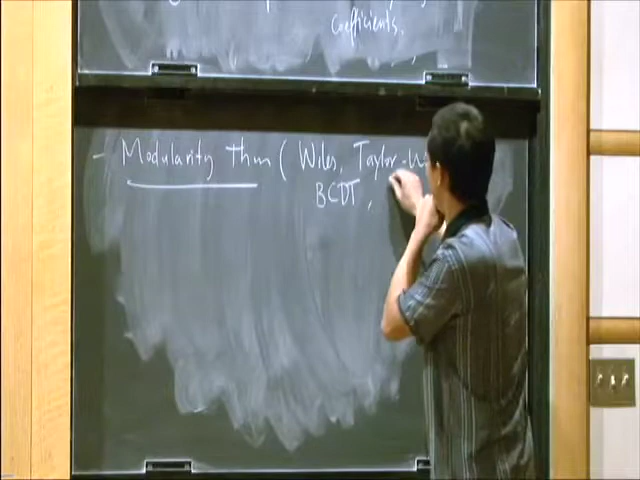 coefficients.
- Modularity thm ( Wiles, Taylor-W
BCDT,